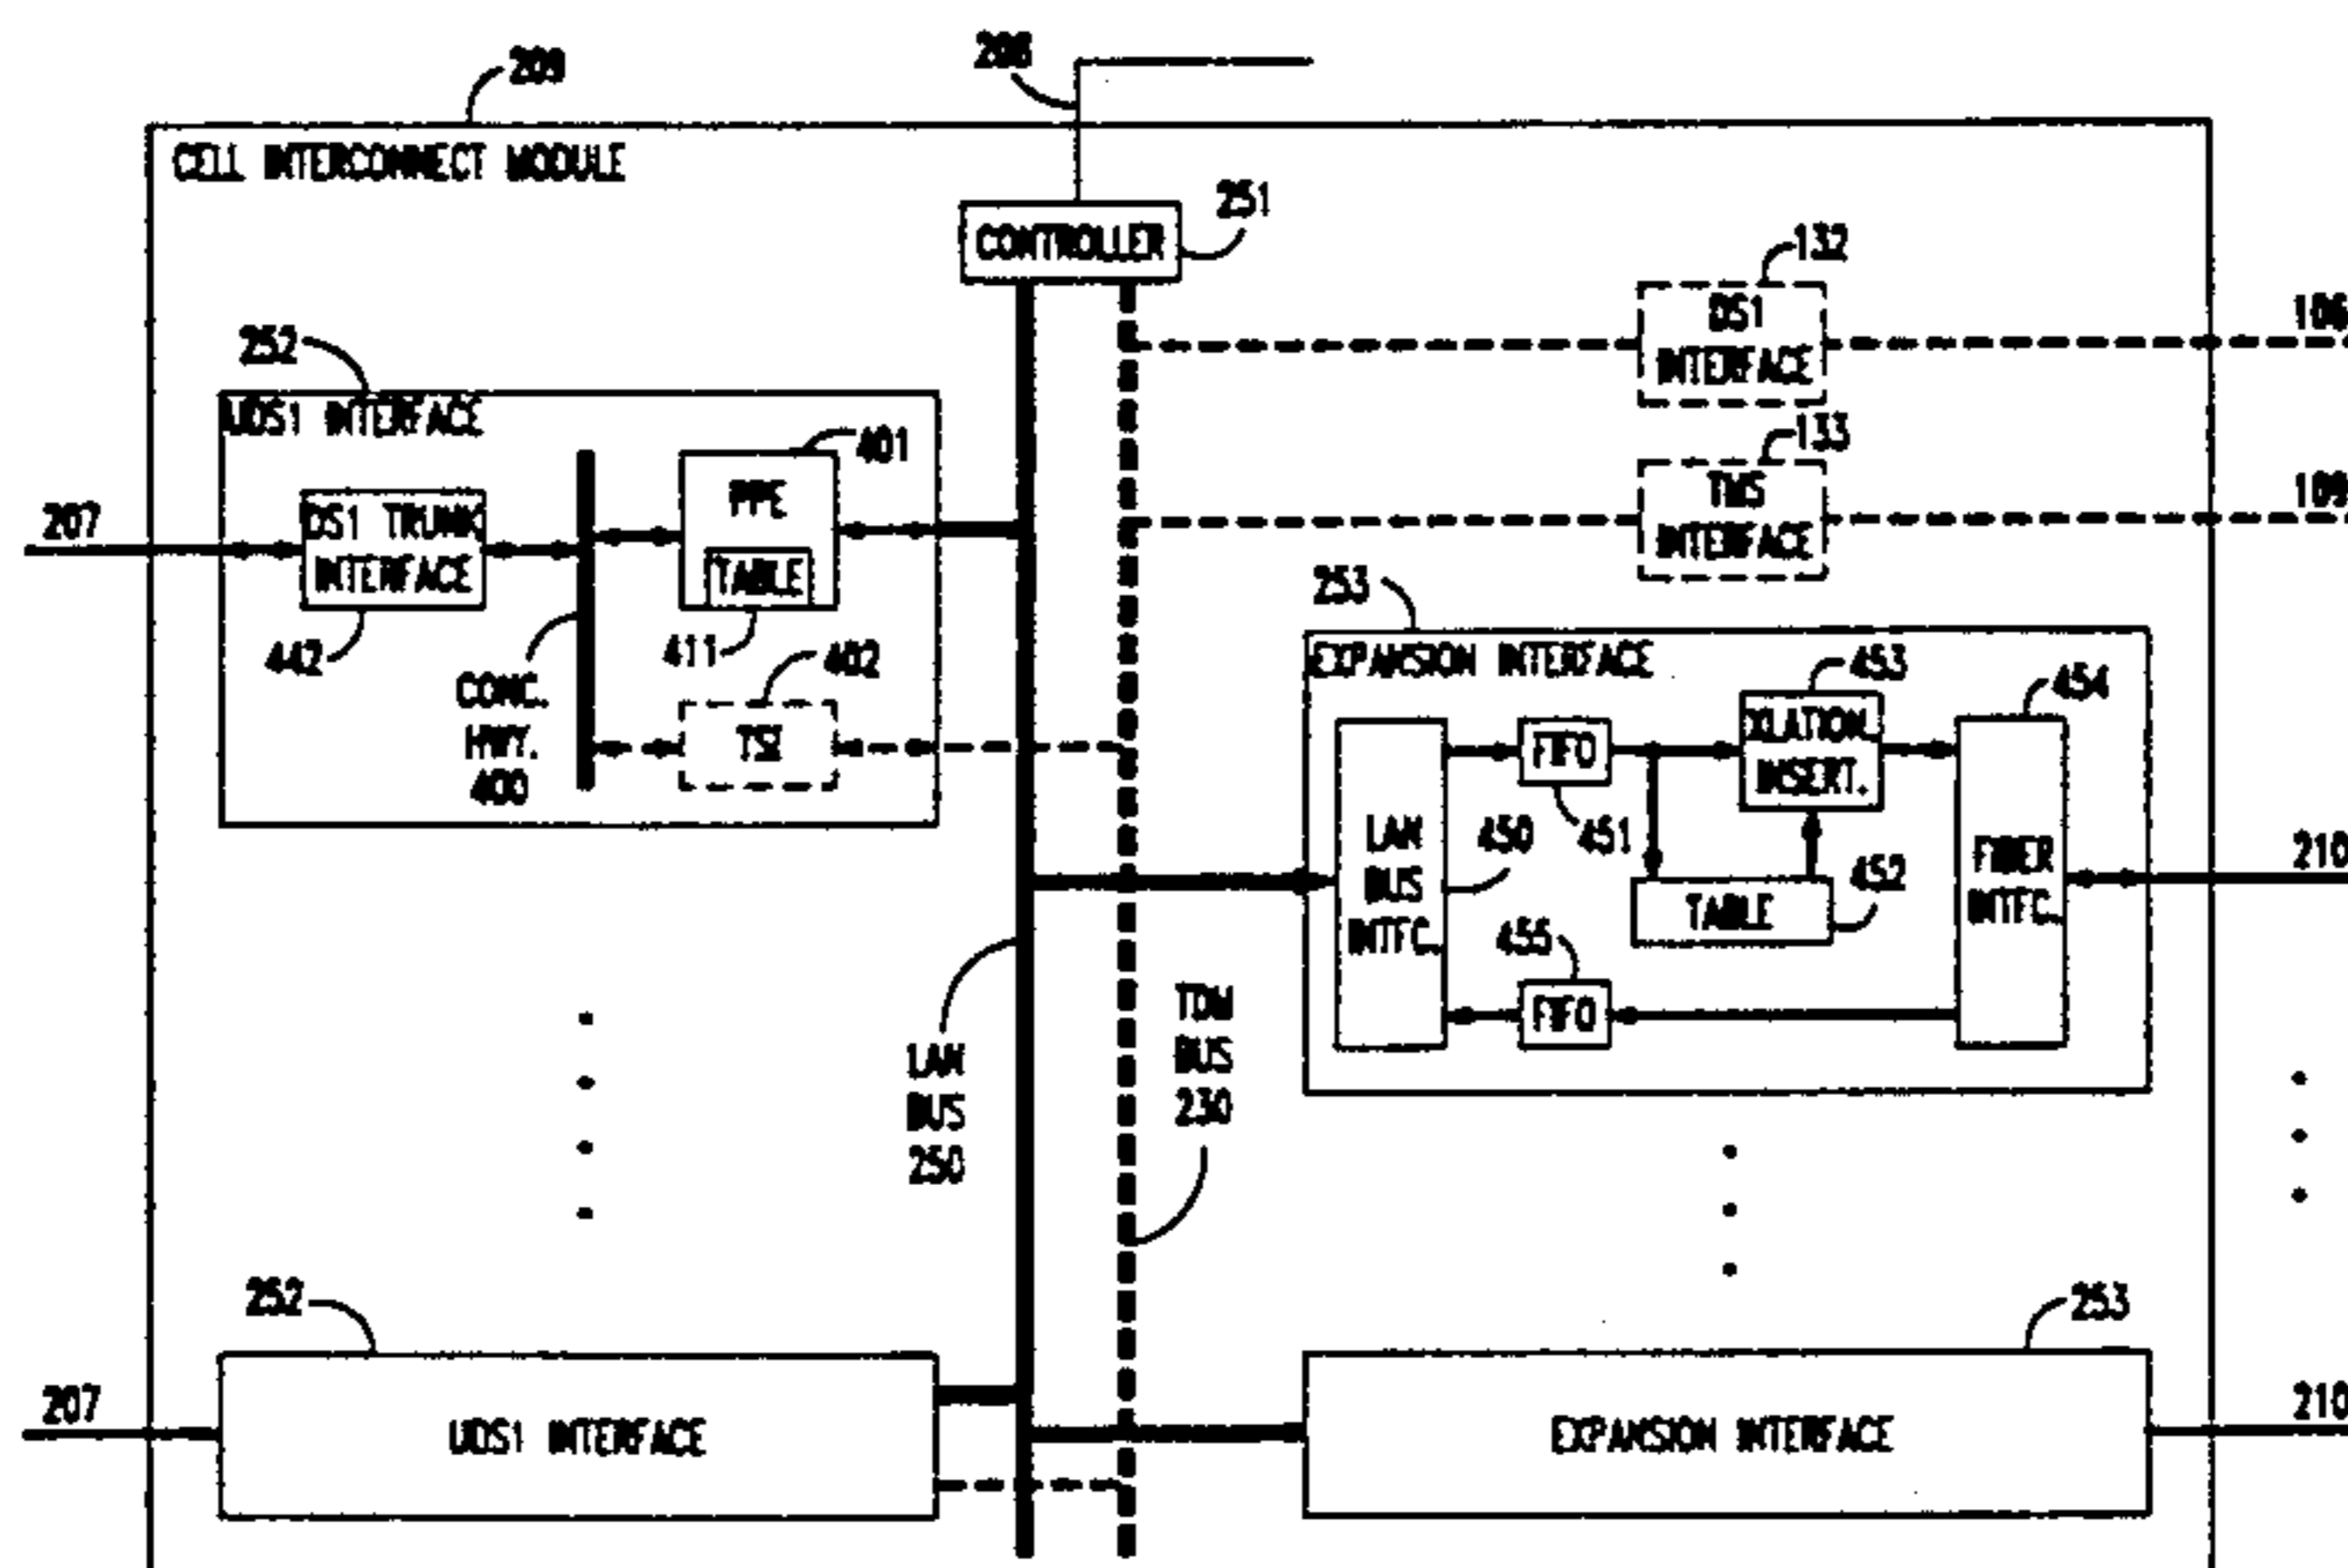 209
206
CELL INTERCONNECT MODULE
251
CONTROLLER
132
DS1
INTERFACE
106
252
UDS1 INTERFACE
401
133
TMS
INTERFACE
109
207
DS1 TRUNK
INTERFACE
PPE
TABLE
253
442
411
402
EXPANSION INTERFACE
453
454
CONC.
HWY.
400
TSI
FIFO
XLATION
INSERT.
LAN
BUS
INTFC.
450
451
FIBER
INTFC.
210
452
TABLE
455
FIFO
TDM
BUS
230
LAN
BUS
250
252
253
207
UDS1 INTERFACE
EXPANSION INTERFACE
210